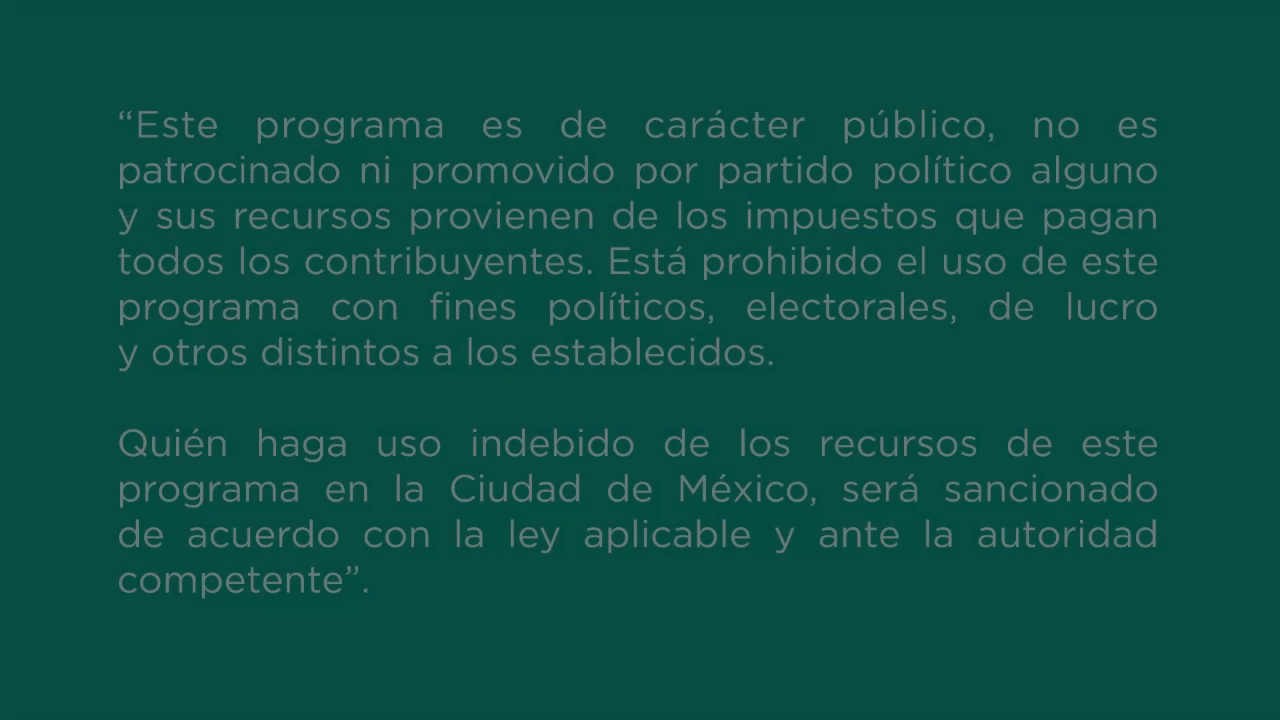 “Este programa es de carácter público, no es
patrocinado ni promovido por partido político alguno
y sus recursos provienen de los impuestos que pagan
todos los contribuyentes. Está prohibido el uso de este
programa con fines políticos, electorales, de lucro
y otros distintos a los establecidos.
Quién haga uso indebido de los recursos de este
programa en la Ciudad de México, será sancionado
de acuerdo con la ley aplicable y ante la autoridad
competente”.